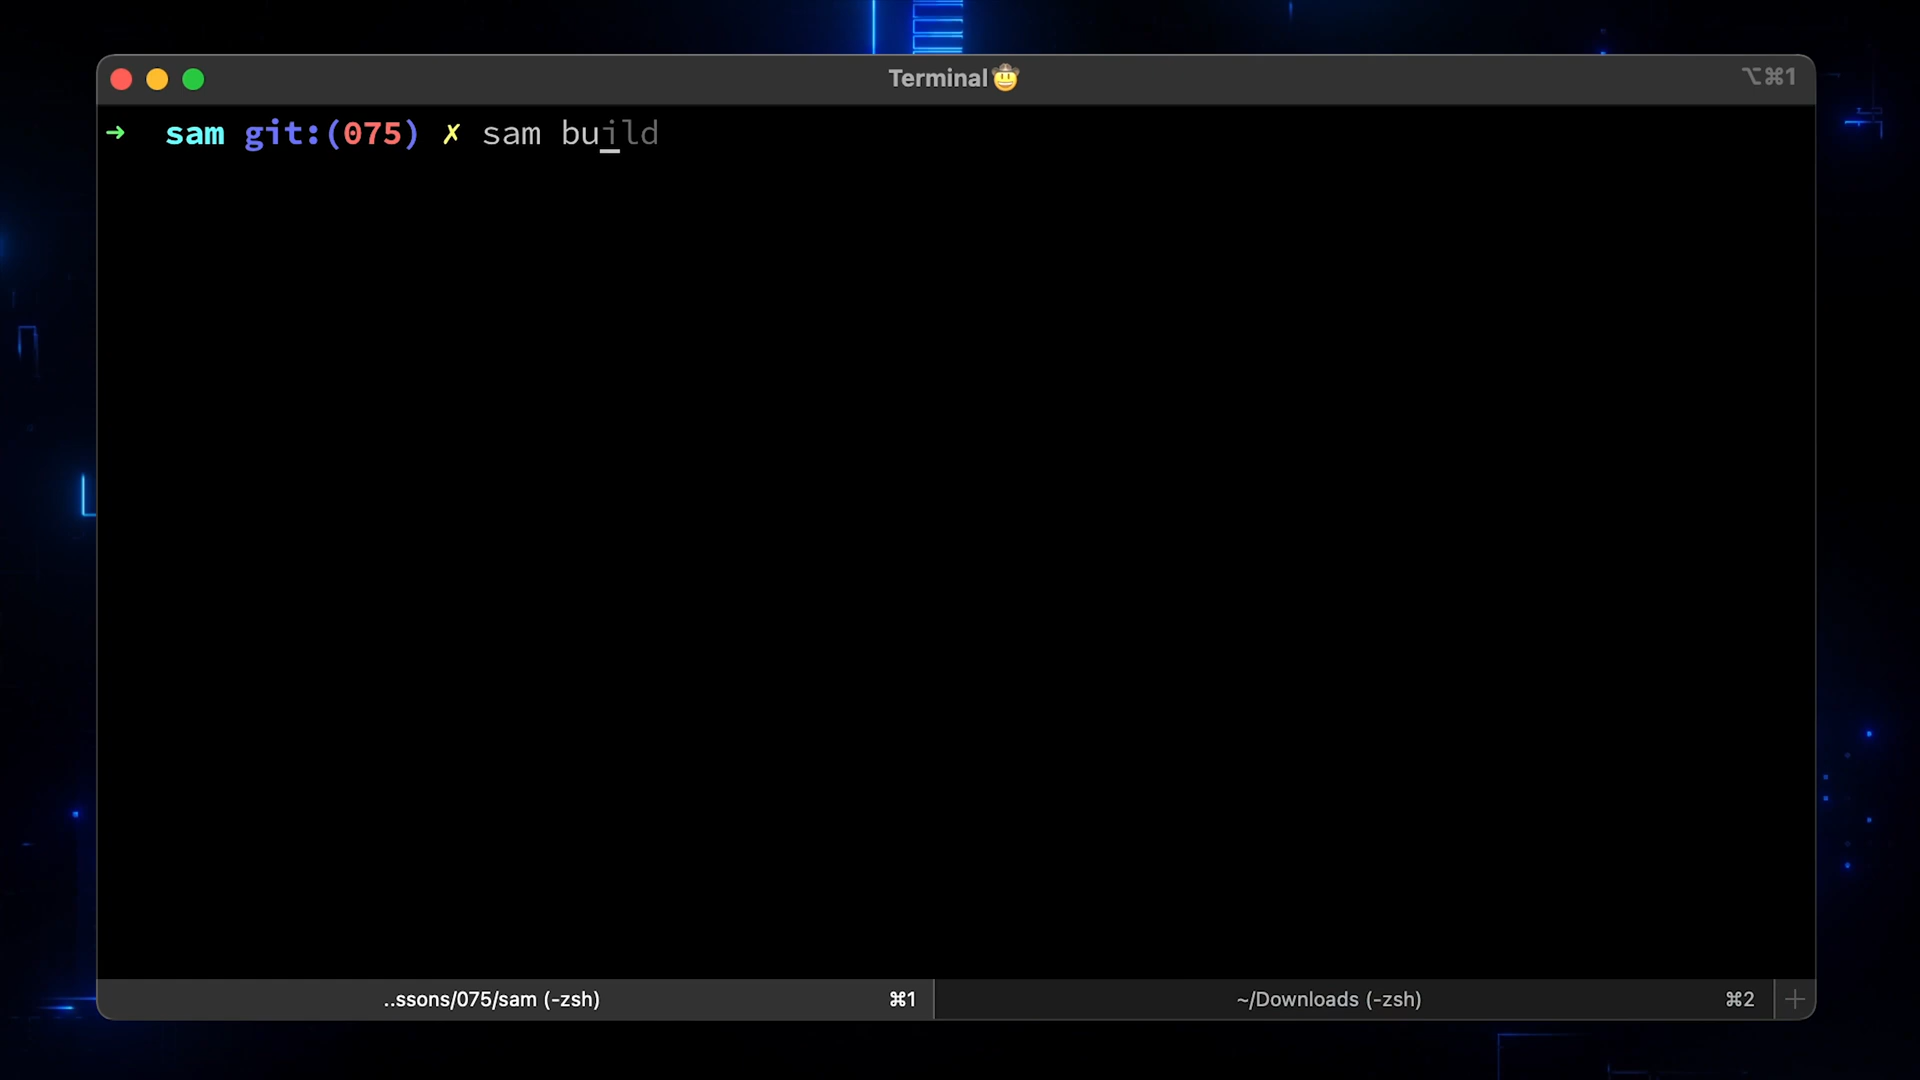 Terminal🤠
⌥⌘1
➜ sam git:(075) ✗ sam build
..ssons/075/sam (-zsh) ⌘1
~/Downloads (-zsh) ⌘2